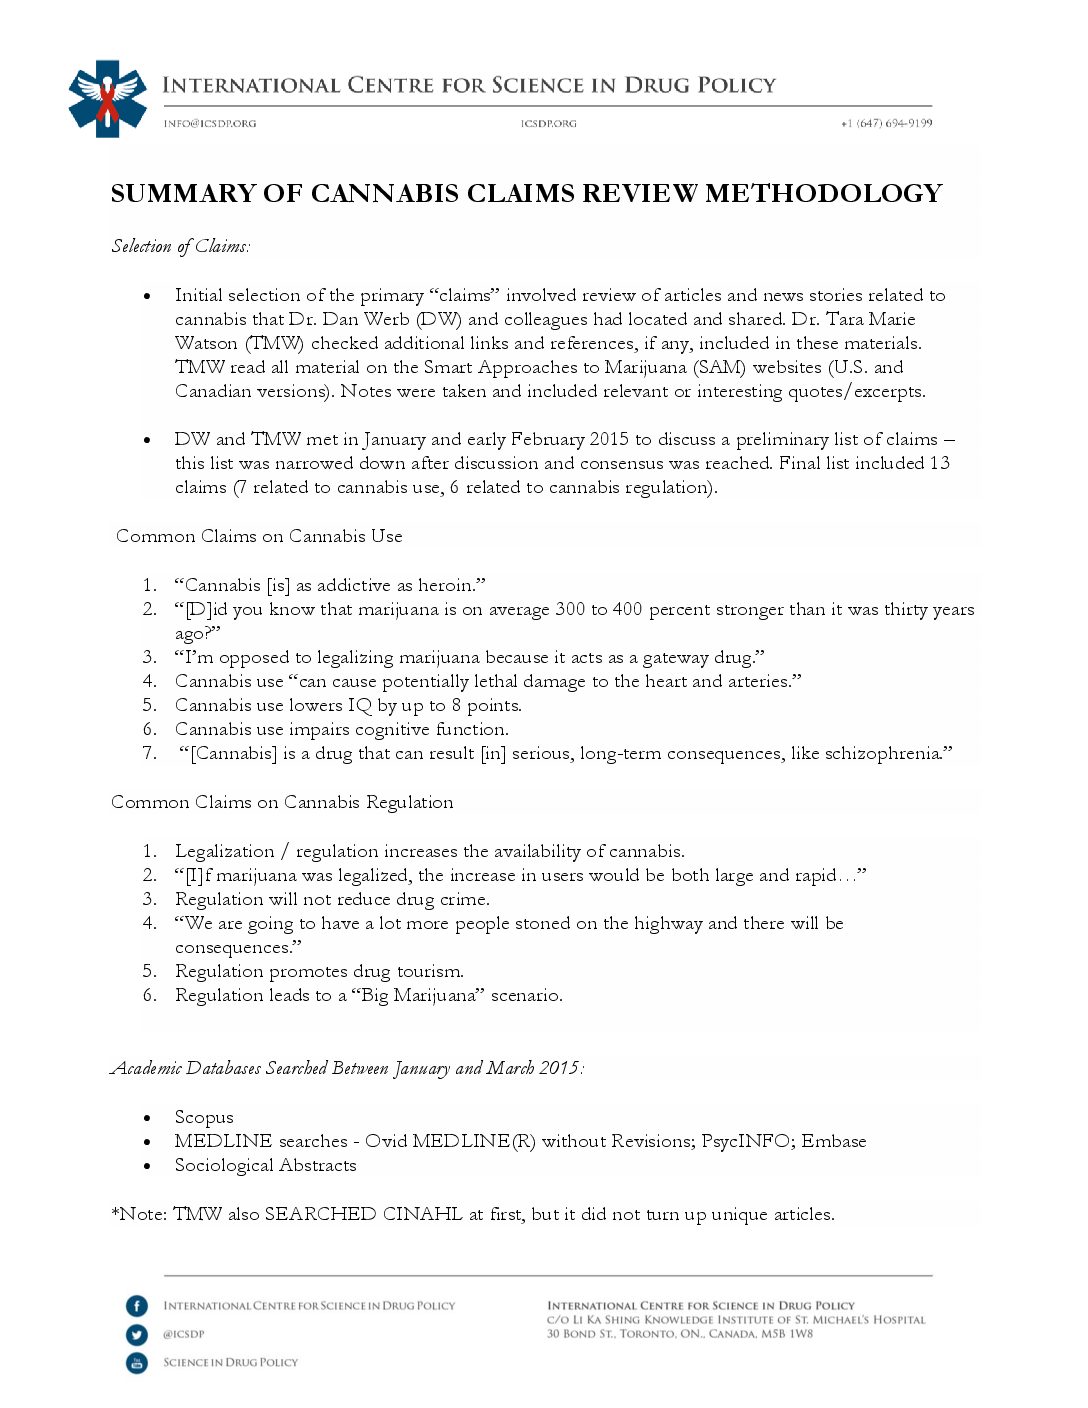 INTERNATIONAL CENTRE FOR SCIENCE IN DRUG POLICY
INFO@ICSDP.ORG ICSDP.ORG +1 (647) 694-9199
SUMMARY OF CANNABIS CLAIMS REVIEW METHODOLOGY
Selection of Claims:
• Initial selection of the primary “claims” involved review of articles and news stories related to
cannabis that Dr. Dan Werb (DW) and colleagues had located and shared. Dr. Tara Marie
Watson (TMW) checked additional links and references, if any, included in these materials.
TMW read all material on the Smart Approaches to Marijuana (SAM) websites (U.S. and
Canadian versions). Notes were taken and included relevant or interesting quotes/excerpts.
• DW and TMW met in January and early February 2015 to discuss a preliminary list of claims –
this list was narrowed down after discussion and consensus was reached. Final list included 13
claims (7 related to cannabis use, 6 related to cannabis regulation).
Common Claims on Cannabis Use
1. “Cannabis [is] as addictive as heroin.”
2. “[D]id you know that marijuana is on average 300 to 400 percent stronger than it was thirty years
ago?”
3. “I’m opposed to legalizing marijuana because it acts as a gateway drug.”
4. Cannabis use “can cause potentially lethal damage to the heart and arteries.”
5. Cannabis use lowers IQ by up to 8 points.
6. Cannabis use impairs cognitive function.
7. “[Cannabis] is a drug that can result [in] serious, long-term consequences, like schizophrenia.”
Common Claims on Cannabis Regulation
1. Legalization / regulation increases the availability of cannabis.
2. “[I]f marijuana was legalized, the increase in users would be both large and rapid…”
3. Regulation will not reduce drug crime.
4. “We are going to have a lot more people stoned on the highway and there will be
consequences.”
5. Regulation promotes drug tourism.
6. Regulation leads to a “Big Marijuana” scenario.
Academic Databases Searched Between January and March 2015:
• Scopus
• MEDLINE searches - Ovid MEDLINE(R) without Revisions; PsycINFO; Embase
• Sociological Abstracts
*Note: TMW also SEARCHED CINAHL at first, but it did not turn up unique articles.
INTERNATIONAL CENTRE FOR SCIENCE IN DRUG POLICY
@ICSDP
SCIENCE IN DRUG POLICY
INTERNATIONAL CENTRE FOR SCIENCE IN DRUG POLICY
C/O LI KA SHING KNOWLEDGE INSTITUTE OF ST. MICHAEL'S HOSPITAL
30 BOND ST., TORONTO, ON., CANADA, M5B 1W8